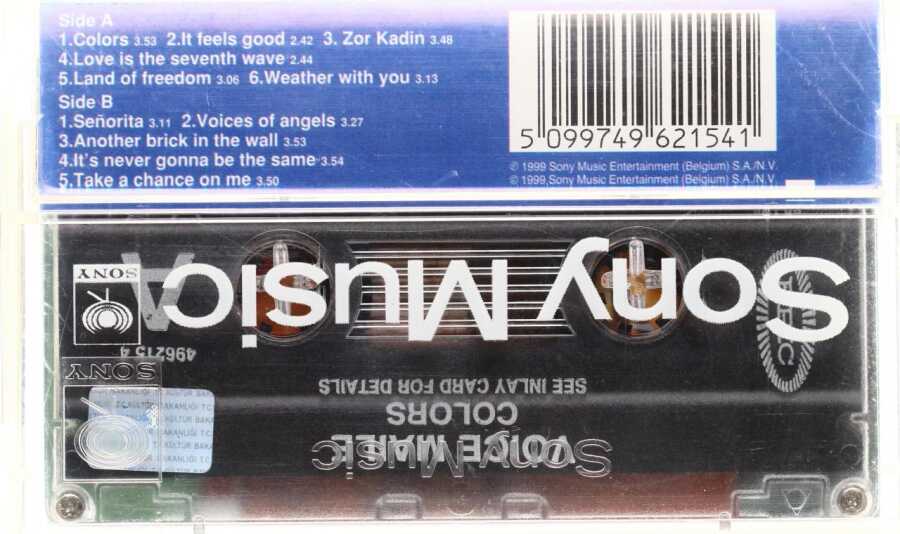 Side A
1.Colors 3.53 2.It feels good 2.42 3. Zor Kadin 3.48
4.Love is the seventh wave 2.44
5.Land of freedom 3.06 6.Weather with you 3.13
Side B
1.Señorita 3.11 2.Voices of angels 3.27
3.Another brick in the wall 3.53
4.It's never gonna be the same 3.54
5.Take a chance on me 3.50
5 099749 621541
℗ 1999 Sony Music Entertainment (Belgium) S.A./N.V.
© 1999 Sony Music Entertainment (Belgium) S.A./N.V.
Sony Music
SONY
A
496215 4
SONY
SEE INLAY CARD FOR DETAILS
COLORS
VOICE MALE
Sony Music
T.C.KÜLTÜR BAKANLIĞI T.C.